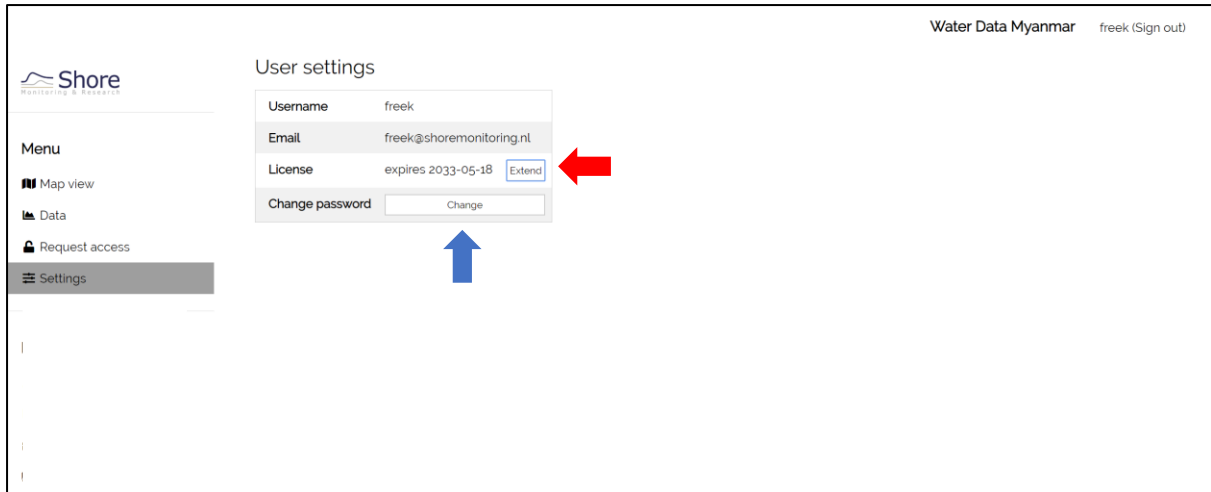 Water Data Myanmar freek (Sign out)
Shore
Monitoring & Research
User settings
Username freek
Email freek@shoremonitoring.nl
License expires 2033-05-18 Extend
Change password Change
Menu
Map view
Data
Request access
Settings